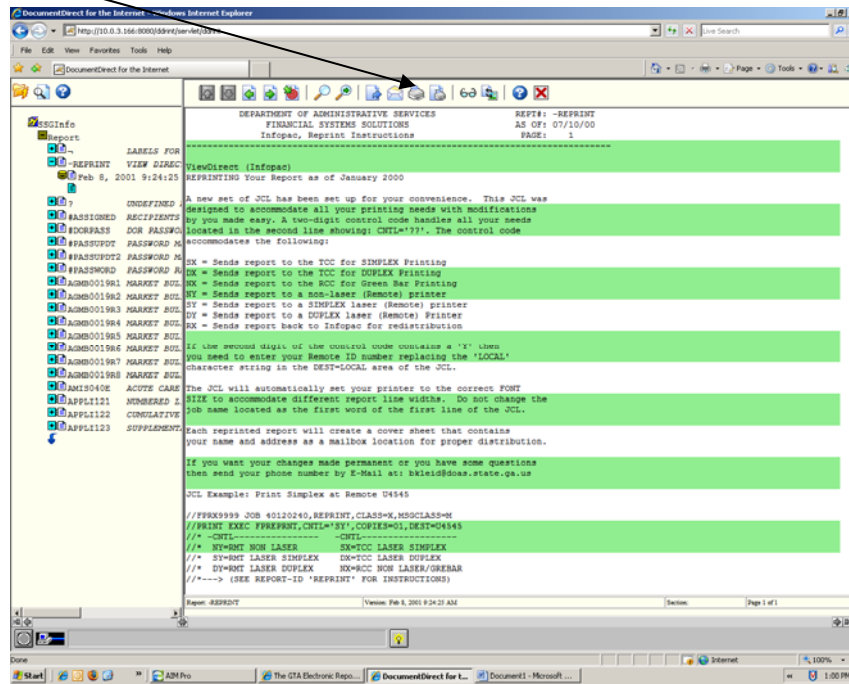 DocumentDirect for the Internet - Windows Internet Explorer
http://10.0.3.166:8080/ddrint/servlet/ddrint
Live Search
File Edit View Favorites Tools Help
DocumentDirect for the Internet
Page Tools
SSGInfo
Report
- LABELS FOR
-REPRINT VIEW DIREC
Feb 8, 2001 9:24:25
? UNDEFINED
#ASSIGNED RECIPIENTS
#DORPASS DOR PASSWO
#PASSUPDT PASSWORD M
#PASSUPDT2 PASSWORD M
#PASSWORD PASSWORD R
AGMB0019R1 MARKET BUL
AGMB0019R2 MARKET BUL
AGMB0019R3 MARKET BUL
AGMB0019R4 MARKET BUL
AGMB0019R5 MARKET BUL
AGMB0019R6 MARKET BUL
AGMB0019R7 MARKET BUL
AGMB0019R8 MARKET BUL
AMIS040E ACUTE CARE
APPLI121 NUMBERED L
APPLI122 CUMULATIVE
APPLI123 SUPPLEMENT
DEPARTMENT OF ADMINISTRATIVE SERVICES REPT#: -REPRINT
FINANCIAL SYSTEMS SOLUTIONS AS OF: 07/10/00
Infopac, Reprint Instructions PAGE: 1
ViewDirect (Infopac)
REPRINTING Your Report as of January 2000
A new set of JCL has been set up for your convenience. This JCL was
designed to accommodate all your printing needs with modifications
by you made easy. A two-digit control code handles all your needs
located in the second line showing: CNTL='??'. The control code
accommodates the following:
SX = Sends report to the TCC for SIMPLEX Printing
DX = Sends report to the TCC for DUPLEX Printing
NX = Sends report to the RCC for Green Bar Printing
NY = Sends report to a non-laser (Remote) printer
SY = Sends report to a SIMPLEX laser (Remote) Printer
DY = Sends report to a DUPLEX laser (Remote) Printer
RX = Sends report back to Infopac for redistribution
If the second digit of the control code contains a 'Y' then
you need to enter your Remote ID number replacing the 'LOCAL'
character string in the DEST=LOCAL area of the JCL.
The JCL will automatically set your printer to the correct FONT
SIZE to accommodate different report line widths. Do not change the
job name located as the first word of the first line of the JCL.
Each reprinted report will create a cover sheet that contains
your name and address as a mailbox location for proper distribution.
If you want your changes made permanent or you have some questions
then send your phone number by E-Mail at: bkleid@doas.state.ga.us
JCL Example: Print Simplex at Remote U4545
//FPRX9999 JOB 40120240,REPRINT,CLASS=X,MSGCLASS=M
//PRINT EXEC FPREPRNT,CNTL='SY',COPIES=01,DEST=U4545
//* -CNTL---------------- -CNTL------------------
//* NY=RMT NON LASER SX=TCC LASER SIMPLEX
//* SY=RMT LASER SIMPLEX DX=TCC LASER DUPLEX
//* DY=RMT LASER DUPLEX NX=RCC NON LASER/GREBAR
//*---> (SEE REPORT-ID 'REPRINT' FOR INSTRUCTIONS)
Report: -REPRINT Version: Feb 8, 2001 9:24:25 AM Section: Page 1 of 1
Done Internet 100%
Start AIM Pro The GTA Electronic Repo... DocumentDirect for t... Document1 - Microsoft ... 1:00 PM